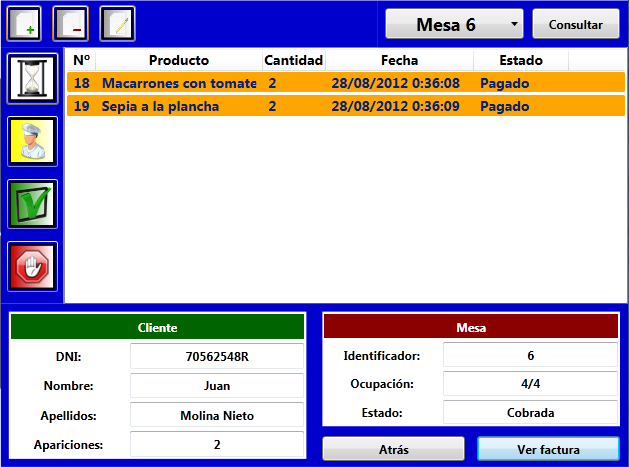 Mesa 6 Consultar
Nº Producto Cantidad Fecha Estado
18 Macarrones con tomate 2 28/08/2012 0:36:08 Pagado
19 Sepia a la plancha 2 28/08/2012 0:36:09 Pagado
Cliente
DNI: 70562548R
Nombre: Juan
Apellidos: Molina Nieto
Apariciones: 2
Mesa
Identificador: 6
Ocupación: 4/4
Estado: Cobrada
Atrás Ver factura